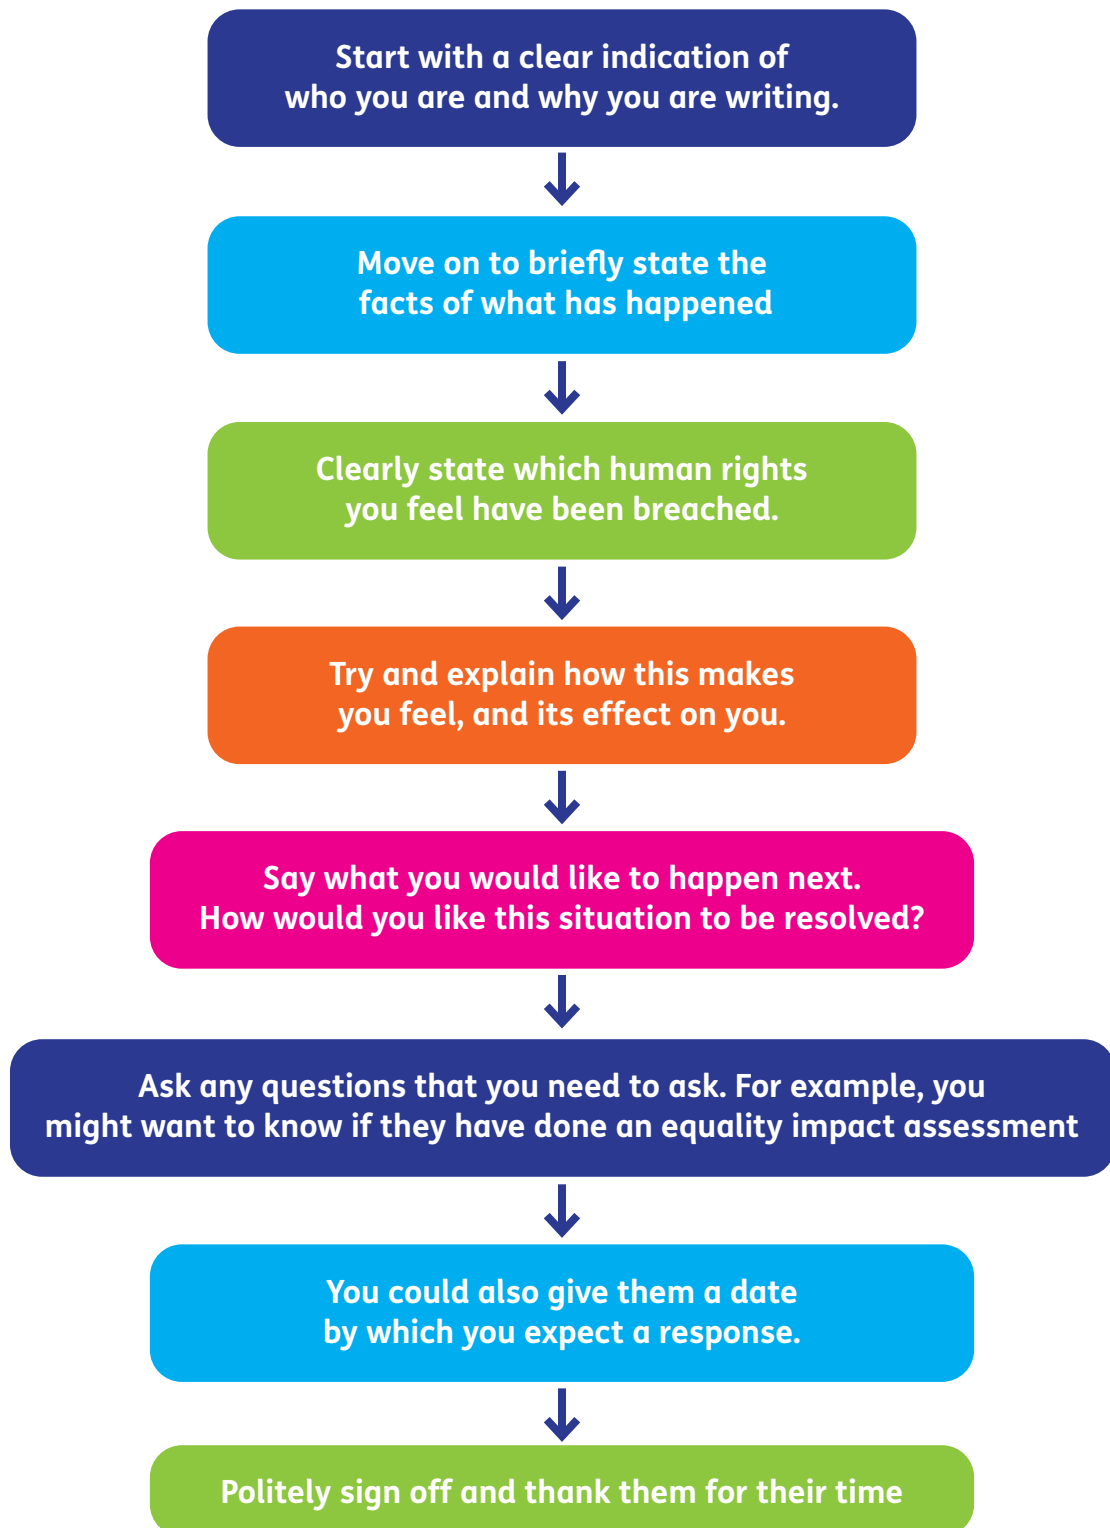 Start with a clear indication of
who you are and why you are writing.
Move on to briefly state the
facts of what has happened
Clearly state which human rights
you feel have been breached.
Try and explain how this makes
you feel, and its effect on you.
Say what you would like to happen next.
How would you like this situation to be resolved?
Ask any questions that you need to ask. For example, you
might want to know if they have done an equality impact assessment
You could also give them a date
by which you expect a response.
Politely sign off and thank them for their time